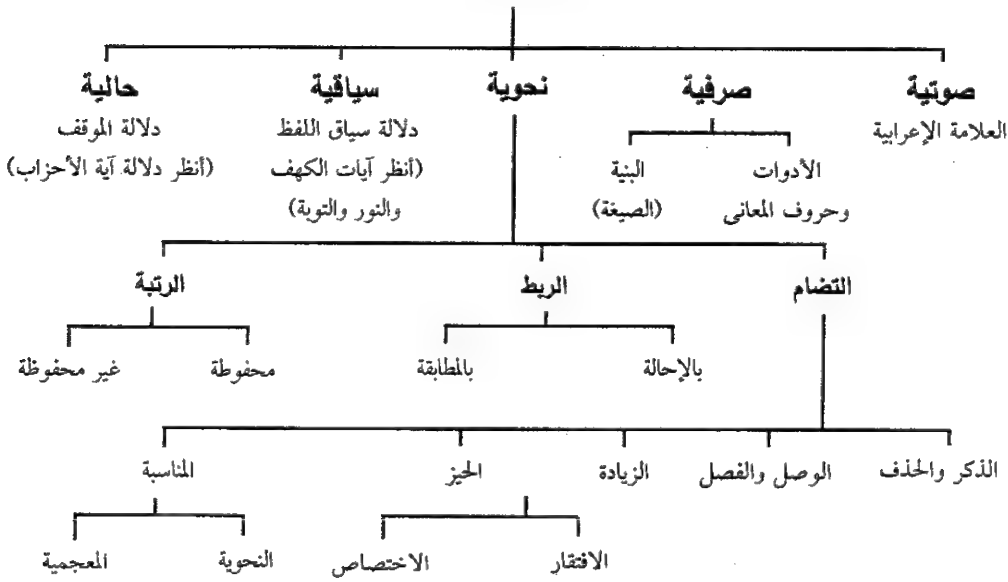 صوتية
العلامة الإعرابية
صرفية
الأدوات
وحروف المعانى
البنية
(الصيغة)
نحوية
سياقية
دلالة سياق اللفظ
(أنظر آيات الكهف
والنور والتوبة)
حالية
دلالة الموقف
(أنظر دلالة آية الأحزاب)
التضام
الربط
الرتبة
بالإحالة
بالمطابقة
محفوطة
غير محفوظة
الذكر والحذف
الوصل والفصل
الزيادة
الحيز
المناسبة
الافتقار
الاختصاص
النحوية
المعجمية